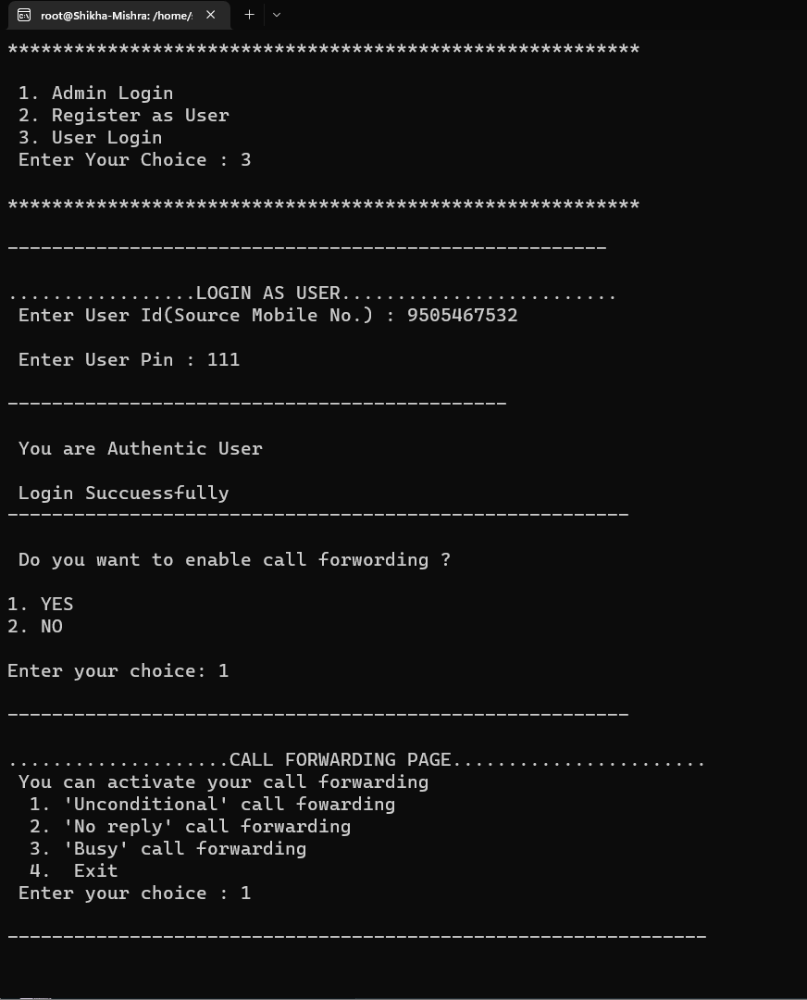 root@Shikha-Mishra: /home/
*********************************************************
1. Admin Login
2. Register as User
3. User Login
Enter Your Choice : 3
*********************************************************
------------------------------------------------------
.................LOGIN AS USER.........................
Enter User Id(Source Mobile No.) : 9505467532
Enter User Pin : 111
---------------------------------------------
You are Authentic User
Login Succuessfully
--------------------------------------------------------
Do you want to enable call forwording ?
1. YES
2. NO
Enter your choice: 1
--------------------------------------------------------
....................CALL FORWARDING PAGE.......................
You can activate your call forwarding
1. 'Unconditional' call fowarding
2. 'No reply' call forwarding
3. 'Busy' call forwarding
4.  Exit
Enter your choice : 1
---------------------------------------------------------------